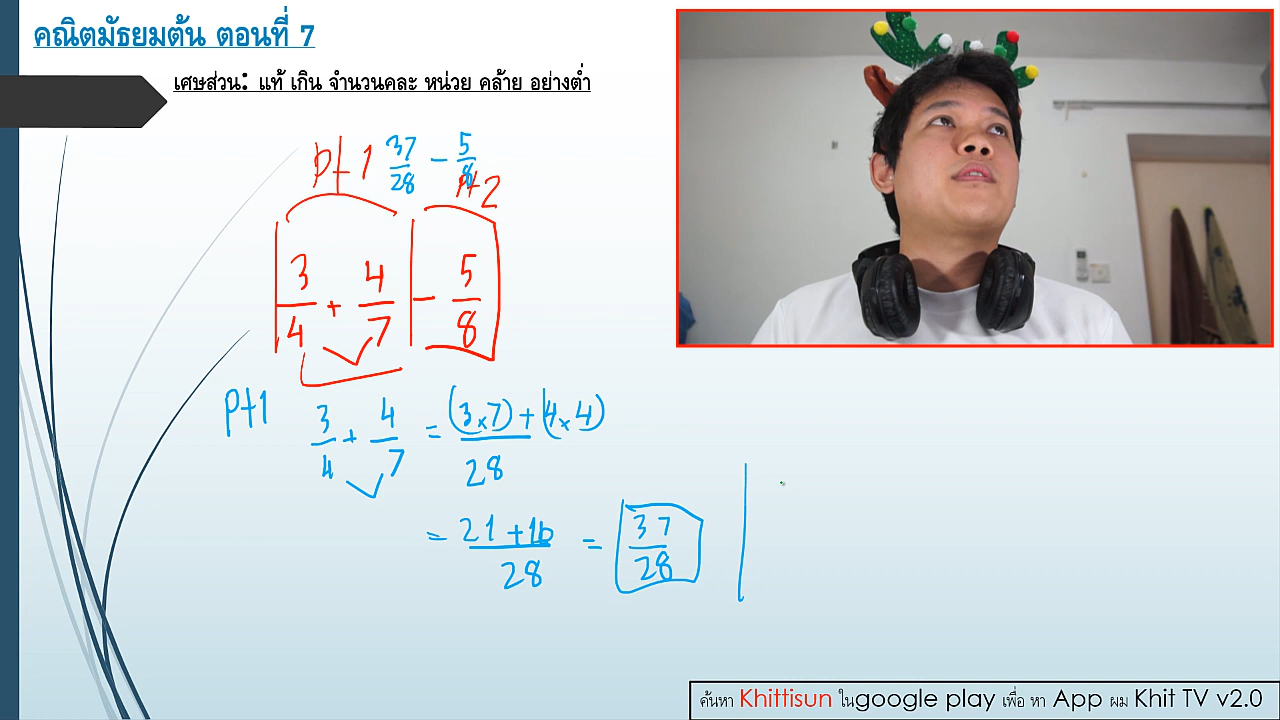 คณิตมัธยมต้น ตอนที่ 7
เศษส่วน: แท้ เกิน จำนวนคละ หน่วย คล้าย อย่างต่ำ
pt 1 37/28 - 5/8
pt 2
3/4 + 4/7 - 5/8
pt1 3/4 + 4/7 = (3×7) + (4×4) / 28
= 21 + 16 / 28 = 37/28
ค้นหา Khittisun ในgoogle play เพื่อ หา App ผม Khit TV v2.0